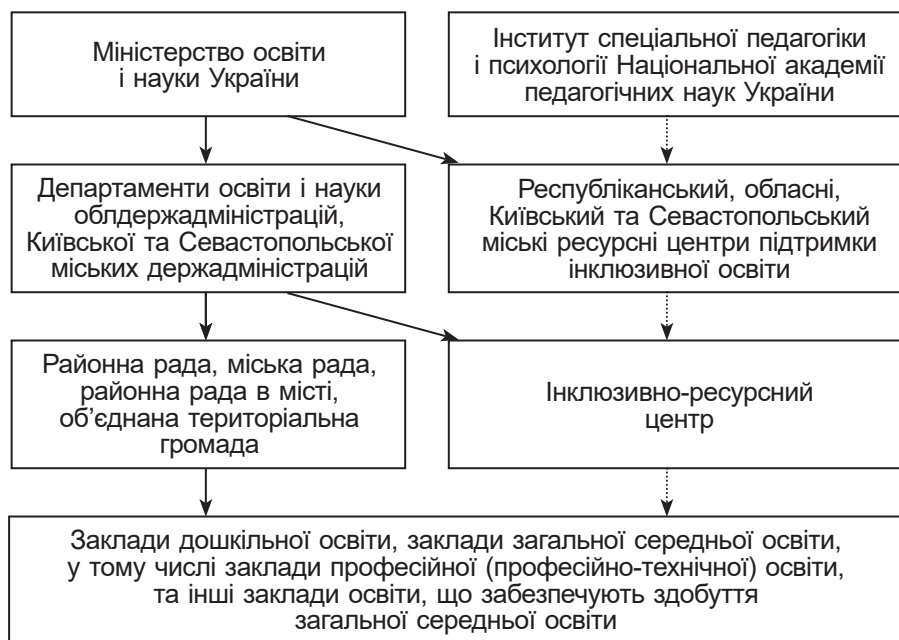 Міністерство освіти
і науки України
Інститут спеціальної педагогіки
і психології Національної академії
педагогічних наук України
Департаменти освіти і науки
облдержадміністрацій,
Київської та Севастопольської
міських держадміністрацій
Республіканський, обласні,
Київський та Севастопольський
міські ресурсні центри підтримки
інклюзивної освіти
Районна рада, міська рада,
районна рада в місті,
об’єднана територіальна
громада
Інклюзивно-ресурсний
центр
Заклади дошкільної освіти, заклади загальної середньої освіти,
у тому числі заклади професійної (професійно-технічної) освіти,
та інші заклади освіти, що забезпечують здобуття
загальної середньої освіти